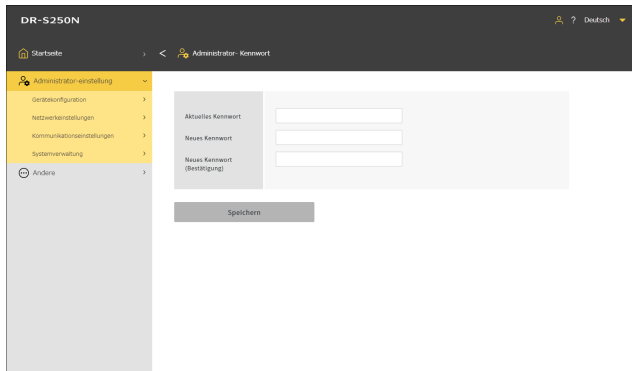 DR-S250N
? Deutsch
Startseite
Administrator- Kennwort
Administrator-einstellung
Gerätekonfiguration
Netzwerkeinstellungen
Kommunikationseinstellungen
Systemverwaltung
Andere
Aktuelles Kennwort
Neues Kennwort
Neues Kennwort
(Bestätigung)
Speichern